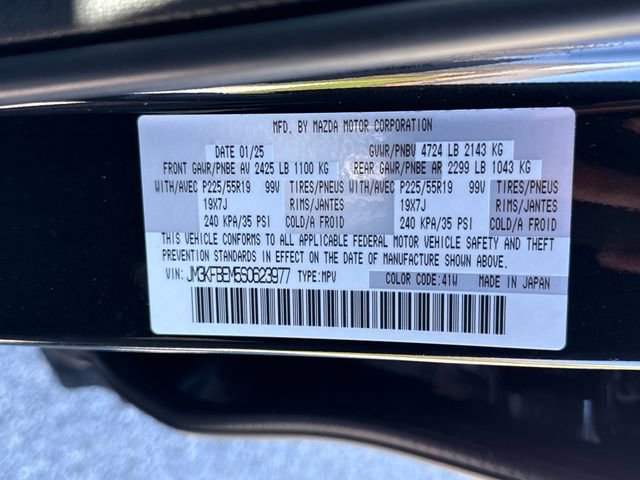 MFD. BY MAZDA MOTOR CORPORATION
DATE 01/25 GVWR/PNBV 4724 LB 2143 KG
FRONT GAWR/PNBE AV 2425 LB 1100 KG REAR GAWR/PNBE AR 2299 LB 1043 KG
WITH/AVEC P225/55R19 99V TIRES/PNEUS WITH/AVEC P225/55R19 99V TIRES/PNEUS
19X7J RIMS/JANTES 19X7J RIMS/JANTES
240 KPA/35 PSI COLD/A FROID 240 KPA/35 PSI COLD/A FROID
THIS VEHICLE CONFORMS TO ALL APPLICABLE FEDERAL MOTOR VEHICLE SAFETY AND THEFT
PREVENTION STANDARDS IN EFFECT ON THE DATE OF MANUFACTURE SHOWN ABOVE.
VIN: JM3KFBEM5S0623977 TYPE:MPV COLOR CODE:41W MADE IN JAPAN